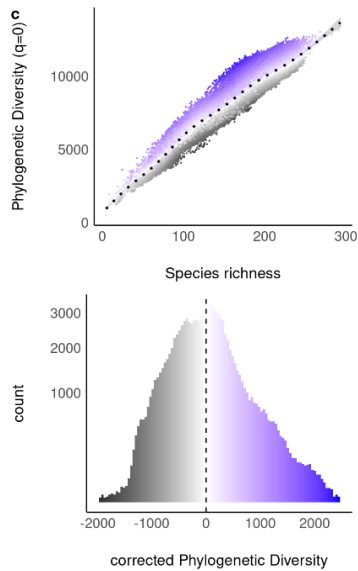 c
Phylogenetic Diversity (q=0)
10000
5000
0
0 100 200 300
Species richness
count
3000
2000
1000
-2000 -1000 0 1000 2000
corrected Phylogenetic Diversity